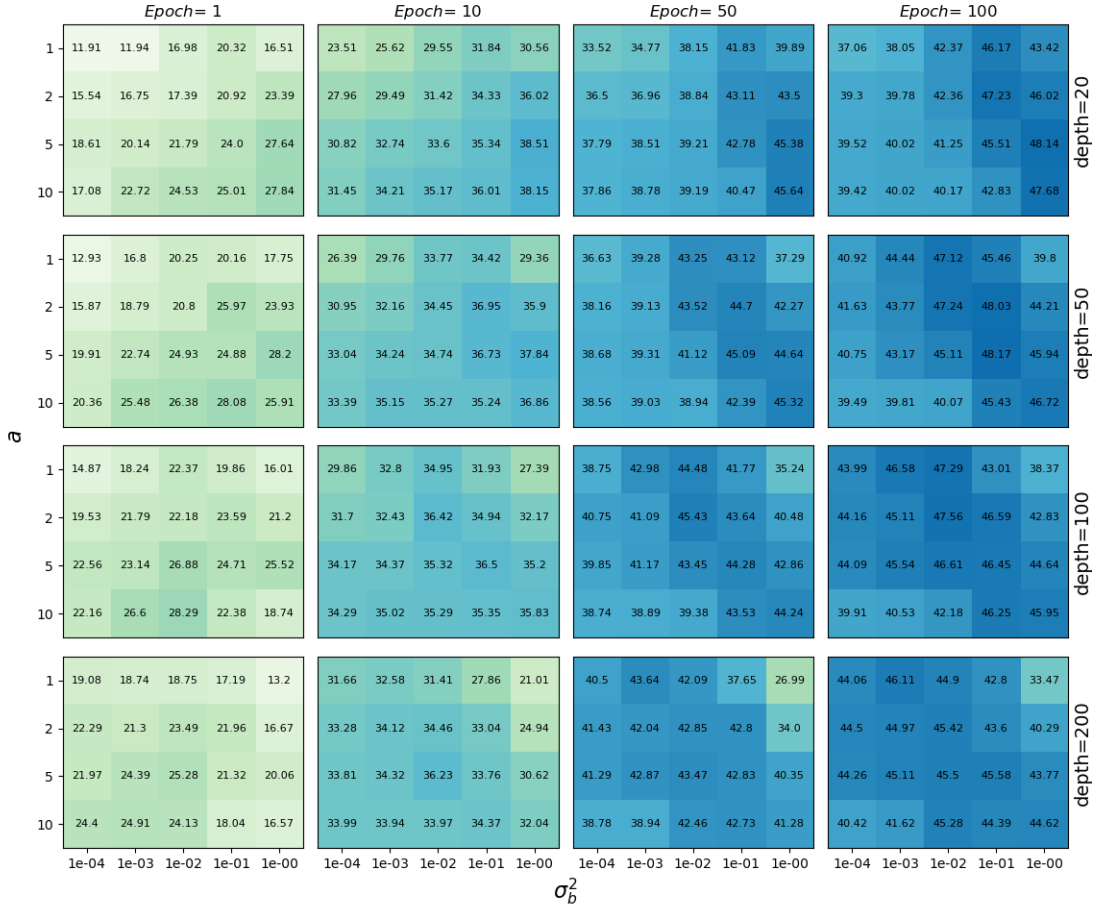 Epoch= 1 Epoch= 10 Epoch= 50 Epoch= 100
1 11.91 11.94 16.98 20.32 16.51 23.51 25.62 29.55 31.84 30.56 33.52 34.77 38.15 41.83 39.89 37.06 38.05 42.37 46.17 43.42
2 15.54 16.75 17.39 20.92 23.39 27.96 29.49 31.42 34.33 36.02 36.5 36.96 38.84 43.11 43.5 39.3 39.78 42.36 47.23 46.02
5 18.61 20.14 21.79 24.0 27.64 30.82 32.74 33.6 35.34 38.51 37.79 38.51 39.21 42.78 45.38 39.52 40.02 41.25 45.51 48.14
10 17.08 22.72 24.53 25.01 27.84 31.45 34.21 35.17 36.01 38.15 37.86 38.78 39.19 40.47 45.64 39.42 40.02 40.17 42.83 47.68
depth=20
1 12.93 16.8 20.25 20.16 17.75 26.39 29.76 33.77 34.42 29.36 36.63 39.28 43.25 43.12 37.29 40.92 44.44 47.12 45.46 39.8
2 15.87 18.79 20.8 25.97 23.93 30.95 32.16 34.45 36.95 35.9 38.16 39.13 43.52 44.7 42.27 41.63 43.77 47.24 48.03 44.21
5 19.91 22.74 24.93 24.88 28.2 33.04 34.24 34.74 36.73 37.84 38.68 39.31 41.12 45.09 44.64 40.75 43.17 45.11 48.17 45.94
10 20.36 25.48 26.38 28.08 25.91 33.39 35.15 35.27 35.24 36.86 38.56 39.03 38.94 42.39 45.32 39.49 39.81 40.07 45.43 46.72
depth=50
a
1 14.87 18.24 22.37 19.86 16.01 29.86 32.8 34.95 31.93 27.39 38.75 42.98 44.48 41.77 35.24 43.99 46.58 47.29 43.01 38.37
2 19.53 21.79 22.18 23.59 21.2 31.7 32.43 36.42 34.94 32.17 40.75 41.09 45.43 43.64 40.48 44.16 45.11 47.56 46.59 42.83
5 22.56 23.14 26.88 24.71 25.52 34.17 34.37 35.32 36.5 35.2 39.85 41.17 43.45 44.28 42.86 44.09 45.54 46.61 46.45 44.64
10 22.16 26.6 28.29 22.38 18.74 34.29 35.02 35.29 35.35 35.83 38.74 38.89 39.38 43.53 44.24 39.91 40.53 42.18 46.25 45.95
depth=100
1 19.08 18.74 18.75 17.19 13.2 31.66 32.58 31.41 27.86 21.01 40.5 43.64 42.09 37.65 26.99 44.06 46.11 44.9 42.8 33.47
2 22.29 21.3 23.49 21.96 16.67 33.28 34.12 34.46 33.04 24.94 41.43 42.04 42.85 42.8 34.0 44.5 44.97 45.42 43.6 40.29
5 21.97 24.39 25.28 21.32 20.06 33.81 34.32 36.23 33.76 30.62 41.29 42.87 43.47 42.83 40.35 44.26 45.11 45.5 45.58 43.77
10 24.4 24.91 24.13 18.04 16.57 33.99 33.94 33.97 34.37 32.04 38.78 38.94 42.46 42.73 41.28 40.42 41.62 45.28 44.39 44.62
depth=200
1e-04 1e-03 1e-02 1e-01 1e-00 1e-04 1e-03 1e-02 1e-01 1e-00 1e-04 1e-03 1e-02 1e-01 1e-00 1e-04 1e-03 1e-02 1e-01 1e-00
σ_b^2